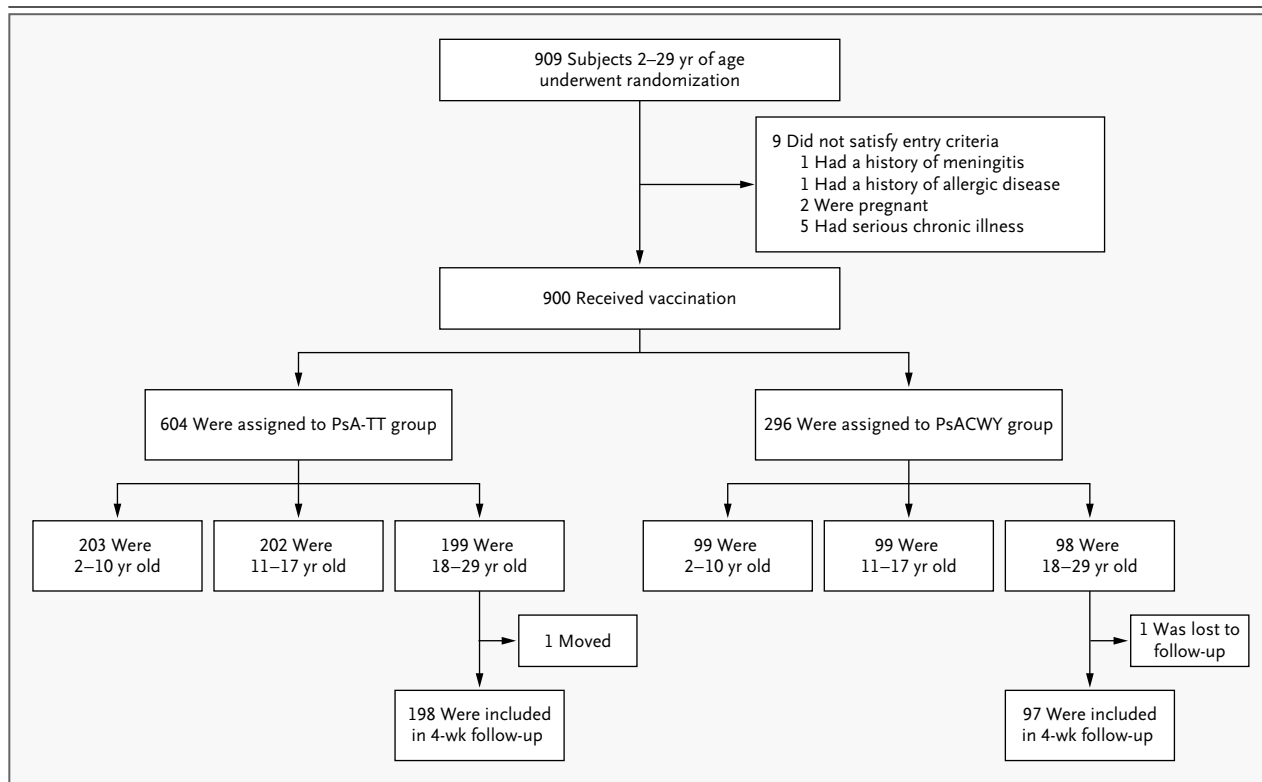 909 Subjects 2–29 yr of age
underwent randomization
9 Did not satisfy entry criteria
1 Had a history of meningitis
1 Had a history of allergic disease
2 Were pregnant
5 Had serious chronic illness
900 Received vaccination
604 Were assigned to PsA-TT group
296 Were assigned to PsACWY group
203 Were
2–10 yr old
202 Were
11–17 yr old
199 Were
18–29 yr old
99 Were
2–10 yr old
99 Were
11–17 yr old
98 Were
18–29 yr old
1 Moved
1 Was lost to
follow-up
198 Were included
in 4-wk follow-up
97 Were included
in 4-wk follow-up